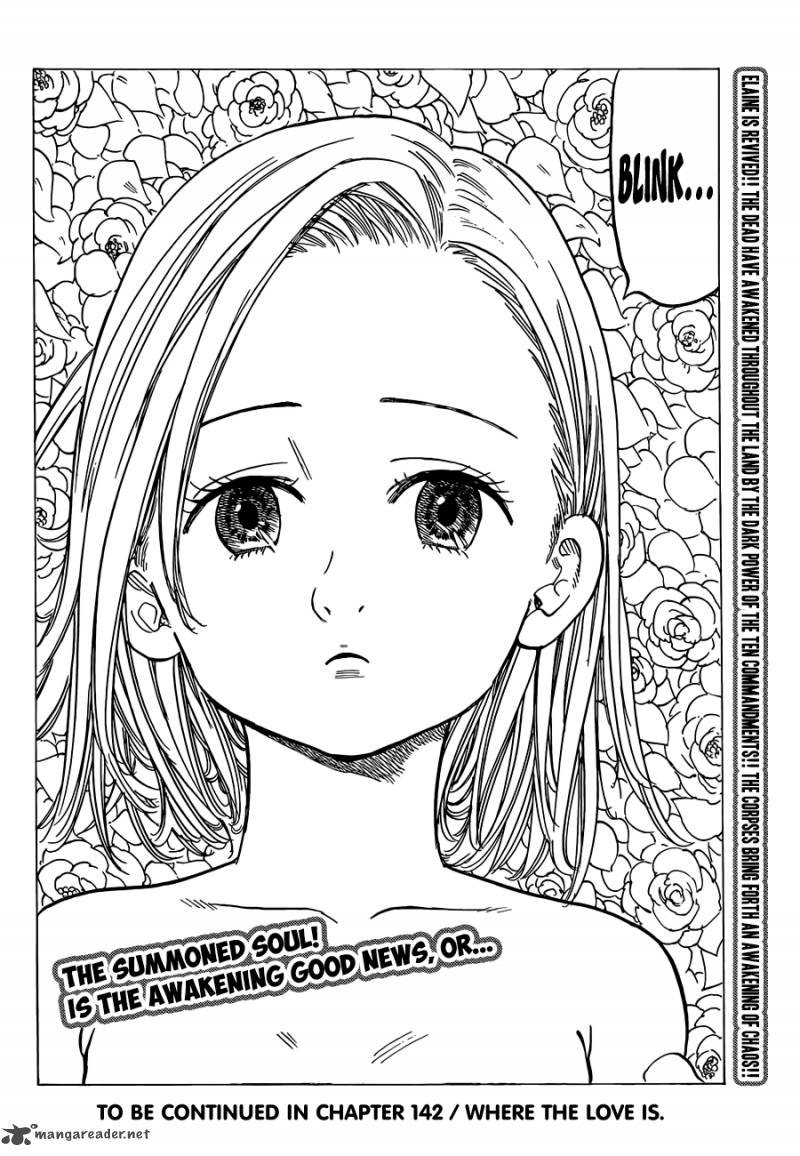 BLINK...
ELAINE IS REVIVED!! THE DEAD HAVE AWAKENED THROUGHOUT THE LAND BY THE DARK POWER OF THE TEN COMMANDMENTS!! THE CORPSES BRING FORTH AN AWAKENING OF CHAOS!!
THE SUMMONED SOUL!
IS THE AWAKENING GOOD NEWS, OR...
TO BE CONTINUED IN CHAPTER 142 / WHERE THE LOVE IS.
mangareader.net